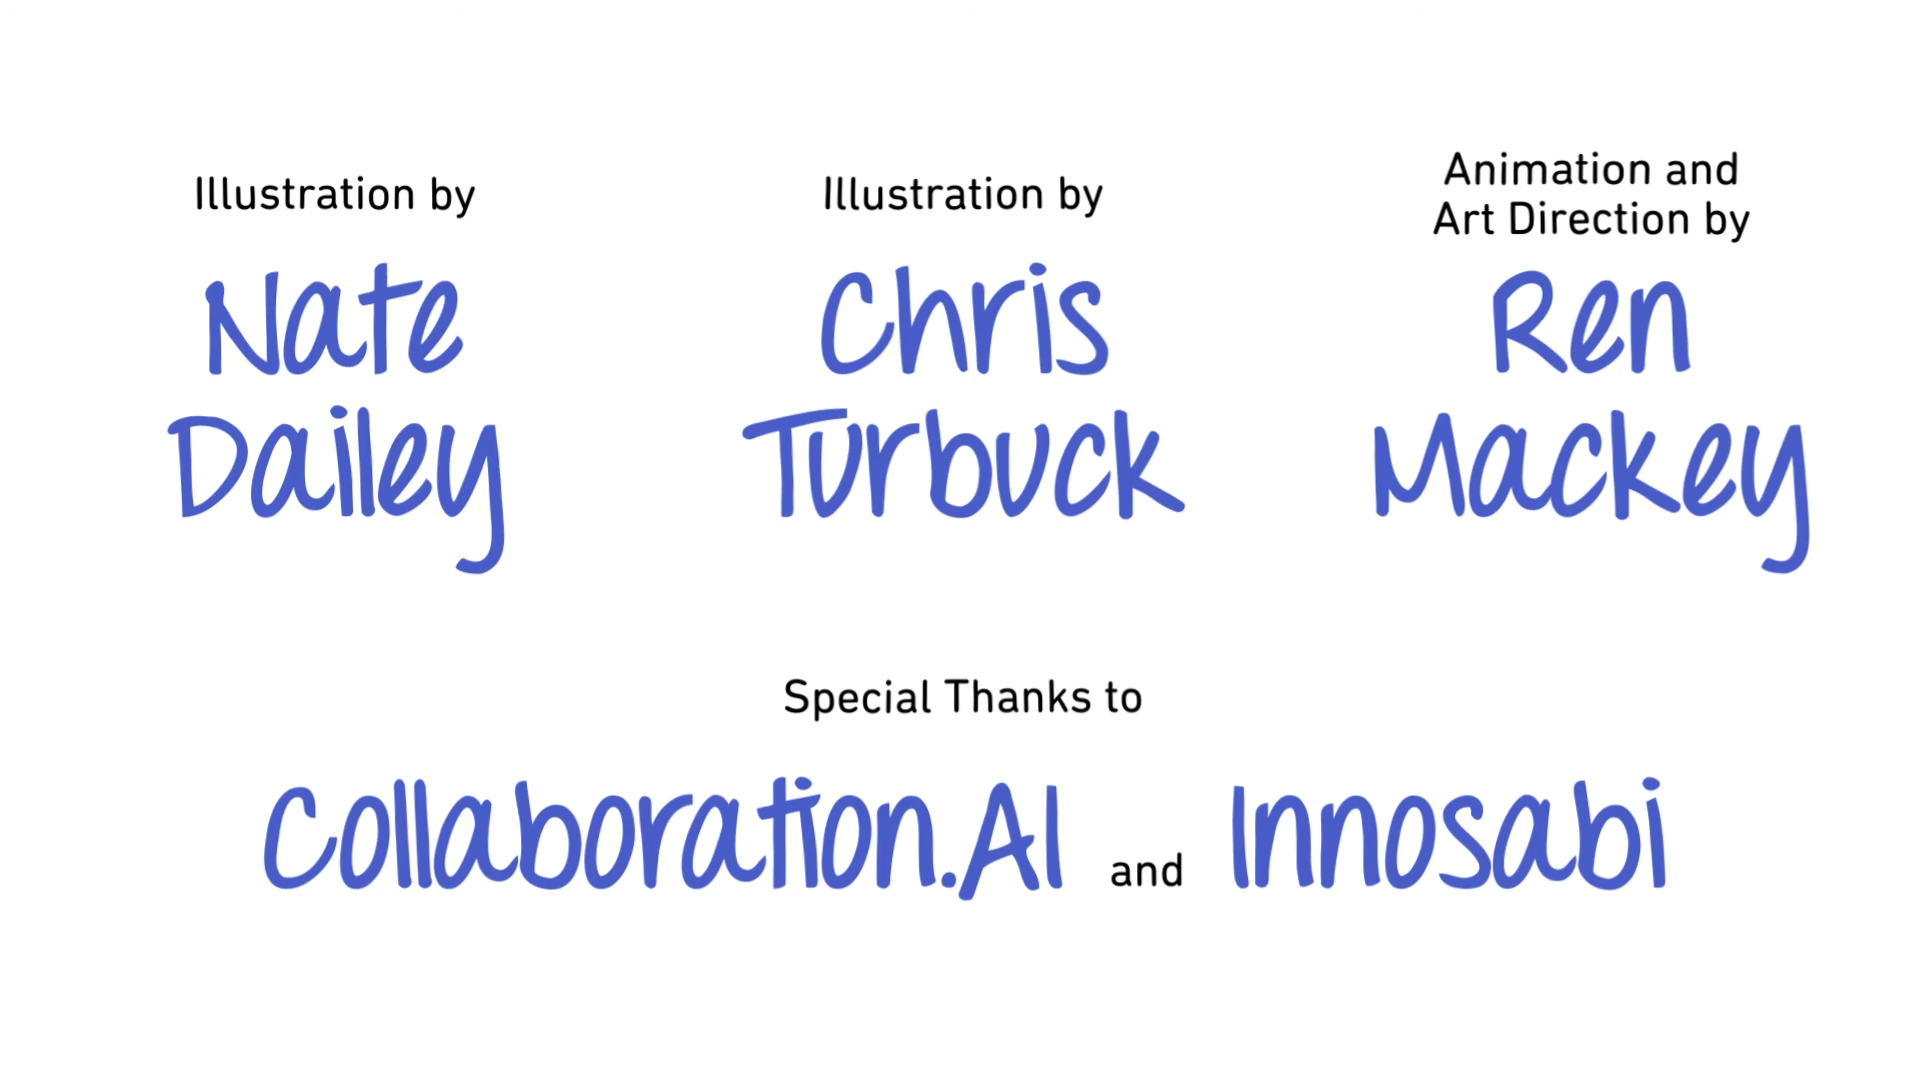 Illustration by
Nate
Dailey
Illustration by
Chris
Turbuck
Animation and
Art Direction by
Ren
Mackey
Special Thanks to
Collaboration.AI and Innosabi